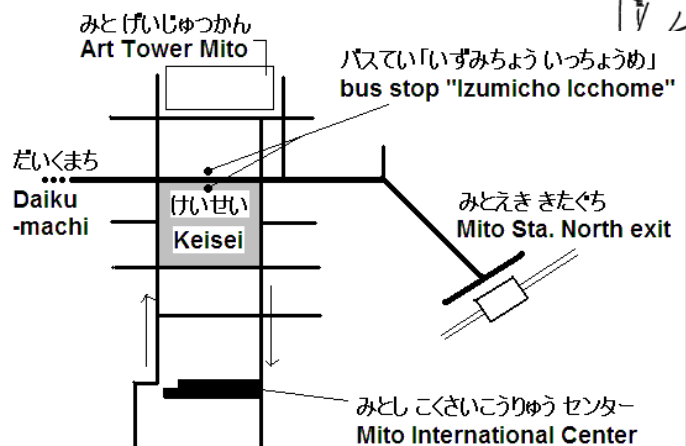 みと げいじゅつかん
Art Tower Mito
バスてい「いずみちょう いっちょうめ」
bus stop "Izumicho Icchome"
だいくまち
Daiku
-machi
けいせい
Keisei
みとえき きたぐち
Mito Sta. North exit
みとし こくさいこうりゅう センター
Mito International Center